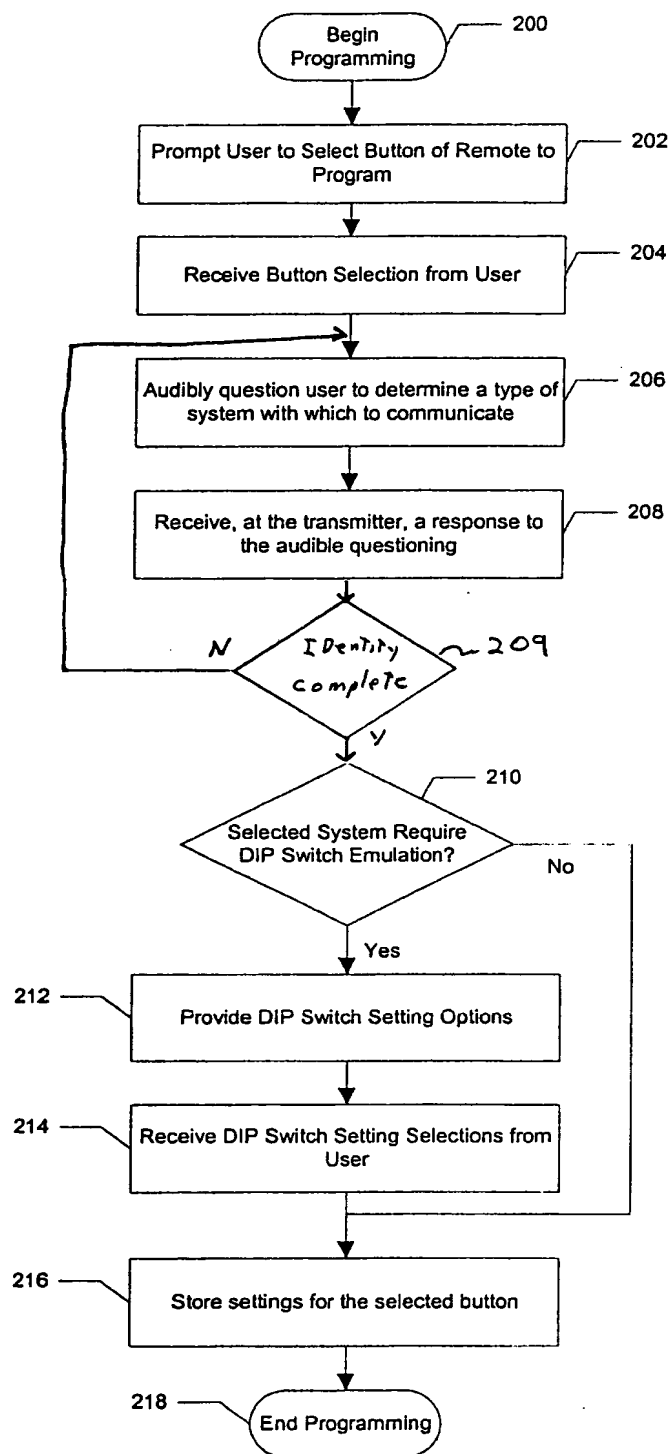 Begin
Programming
200
Prompt User to Select Button of Remote to
Program
202
Receive Button Selection from User
204
Audibly question user to determine a type of
system with which to communicate
206
Receive, at the transmitter, a response to
the audible questioning
208
N
IDentity
complete
209
Y
210
Selected System Require
DIP Switch Emulation?
No
Yes
212
Provide DIP Switch Setting Options
214
Receive DIP Switch Setting Selections from
User
216
Store settings for the selected button
218
End Programming